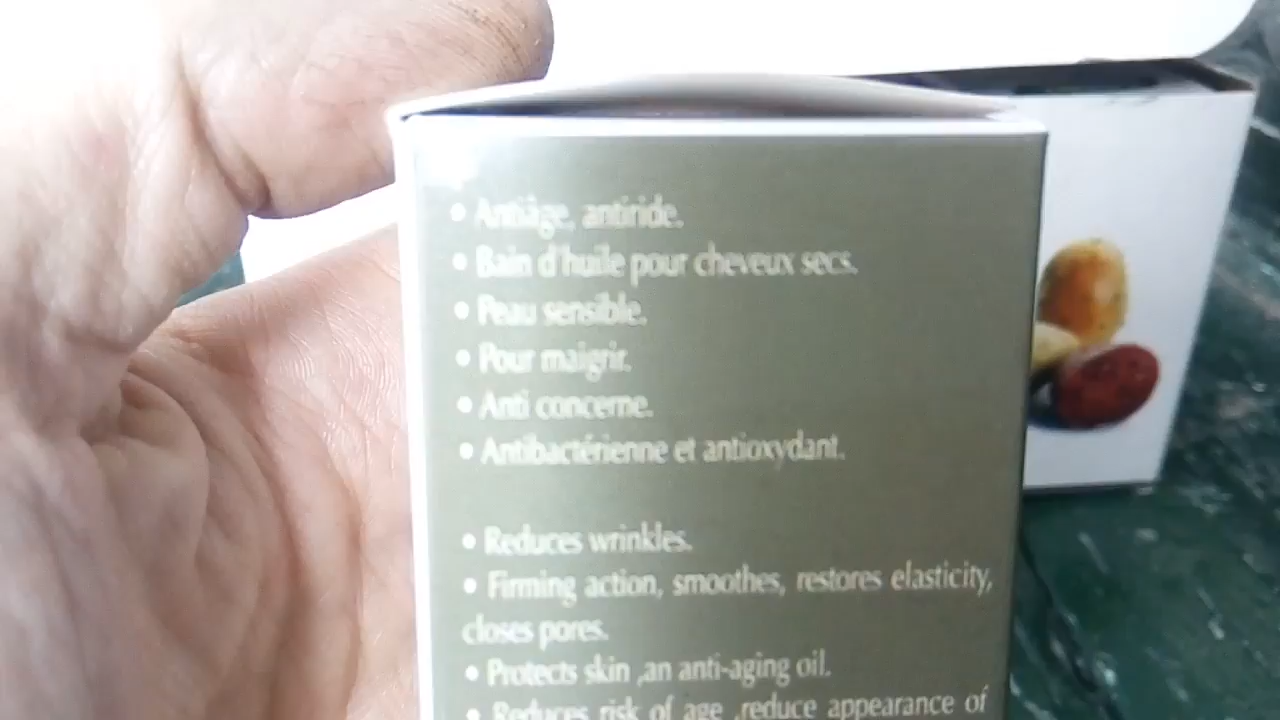 • Antiâge, antiride.
• Bain d'huile pour cheveux secs.
• Peau sensible.
• Pour maigrir.
• Anti concerne.
• Antibactérienne et antioxydant.
• Reduces wrinkles.
• Firming action, smoothes, restores elasticity,
closes pores.
• Protects skin ,an anti-aging oil.
• Reduces risk of age ,reduce appearance of